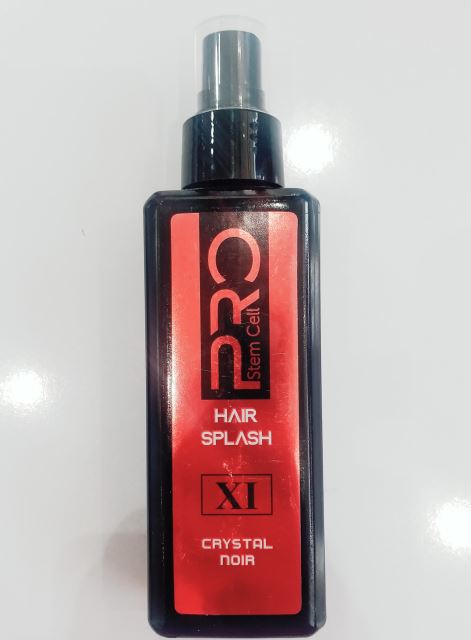 PRO
Stem Cell
HAIR
SPLASH
XI
CRYSTAL
NOIR